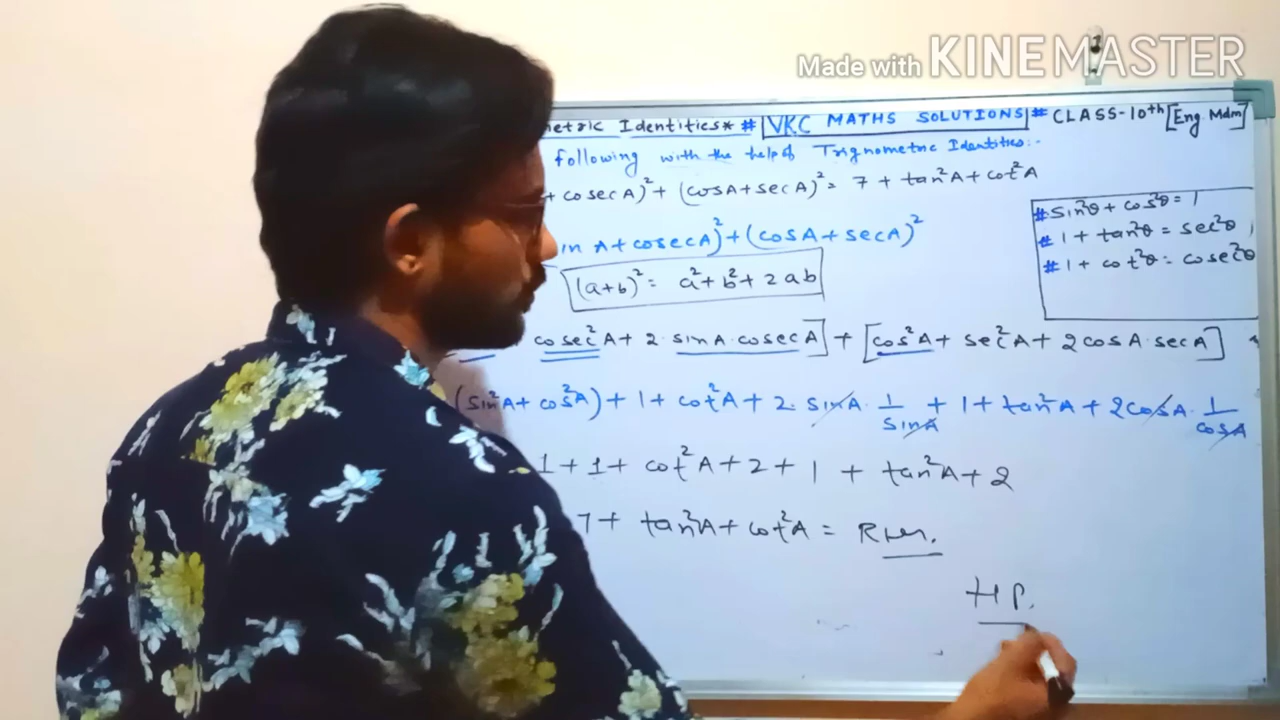 Made with KINEMASTER
etric Identities* # VKC MATHS SOLUTIONS # CLASS-10th [Eng Mdm]
following with the help of Trignometric Identities:-
+ cosecA)² + (cosA+secA)² = 7 + tan²A + cot²A
in A+cosecA)² + (cosA+secA)²
(a+b)² = a²+b²+2ab
#sin²θ + cos²θ = 1
# 1 + tan²θ = sec²θ
# 1 + cot²θ = cosec²θ
cosec²A + 2 sinA·cosecA] + [cos²A + sec²A + 2cosA·secA]
(sin²A + cos²A) + 1 + cot²A + 2· sinA· 1/sinA + 1 + tan²A + 2cosA· 1/cosA
1 + 1 + cot²A + 2 + 1 + tan²A + 2
7 + tan²A + cot²A = RHS.
H P.